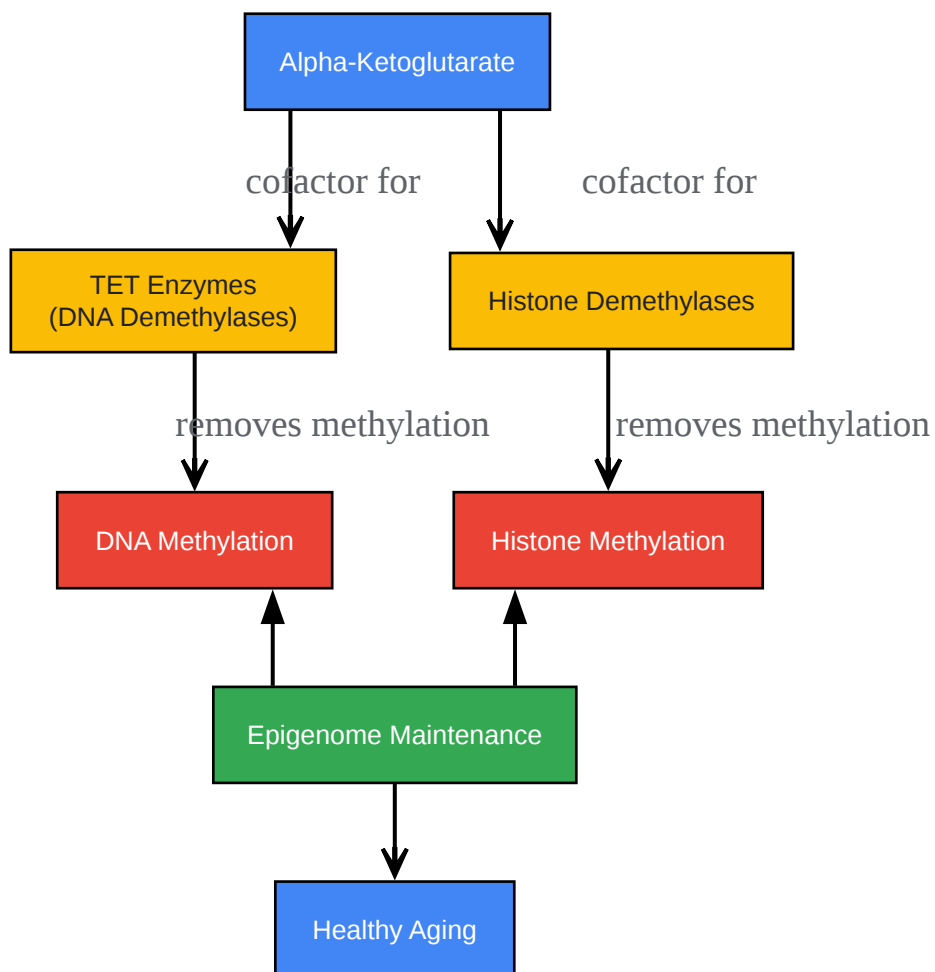 Alpha-Ketoglutarate
cofactor for
cofactor for
TET Enzymes
(DNA Demethylases)
Histone Demethylases
removes methylation
removes methylation
DNA Methylation
Histone Methylation
Epigenome Maintenance
Healthy Aging